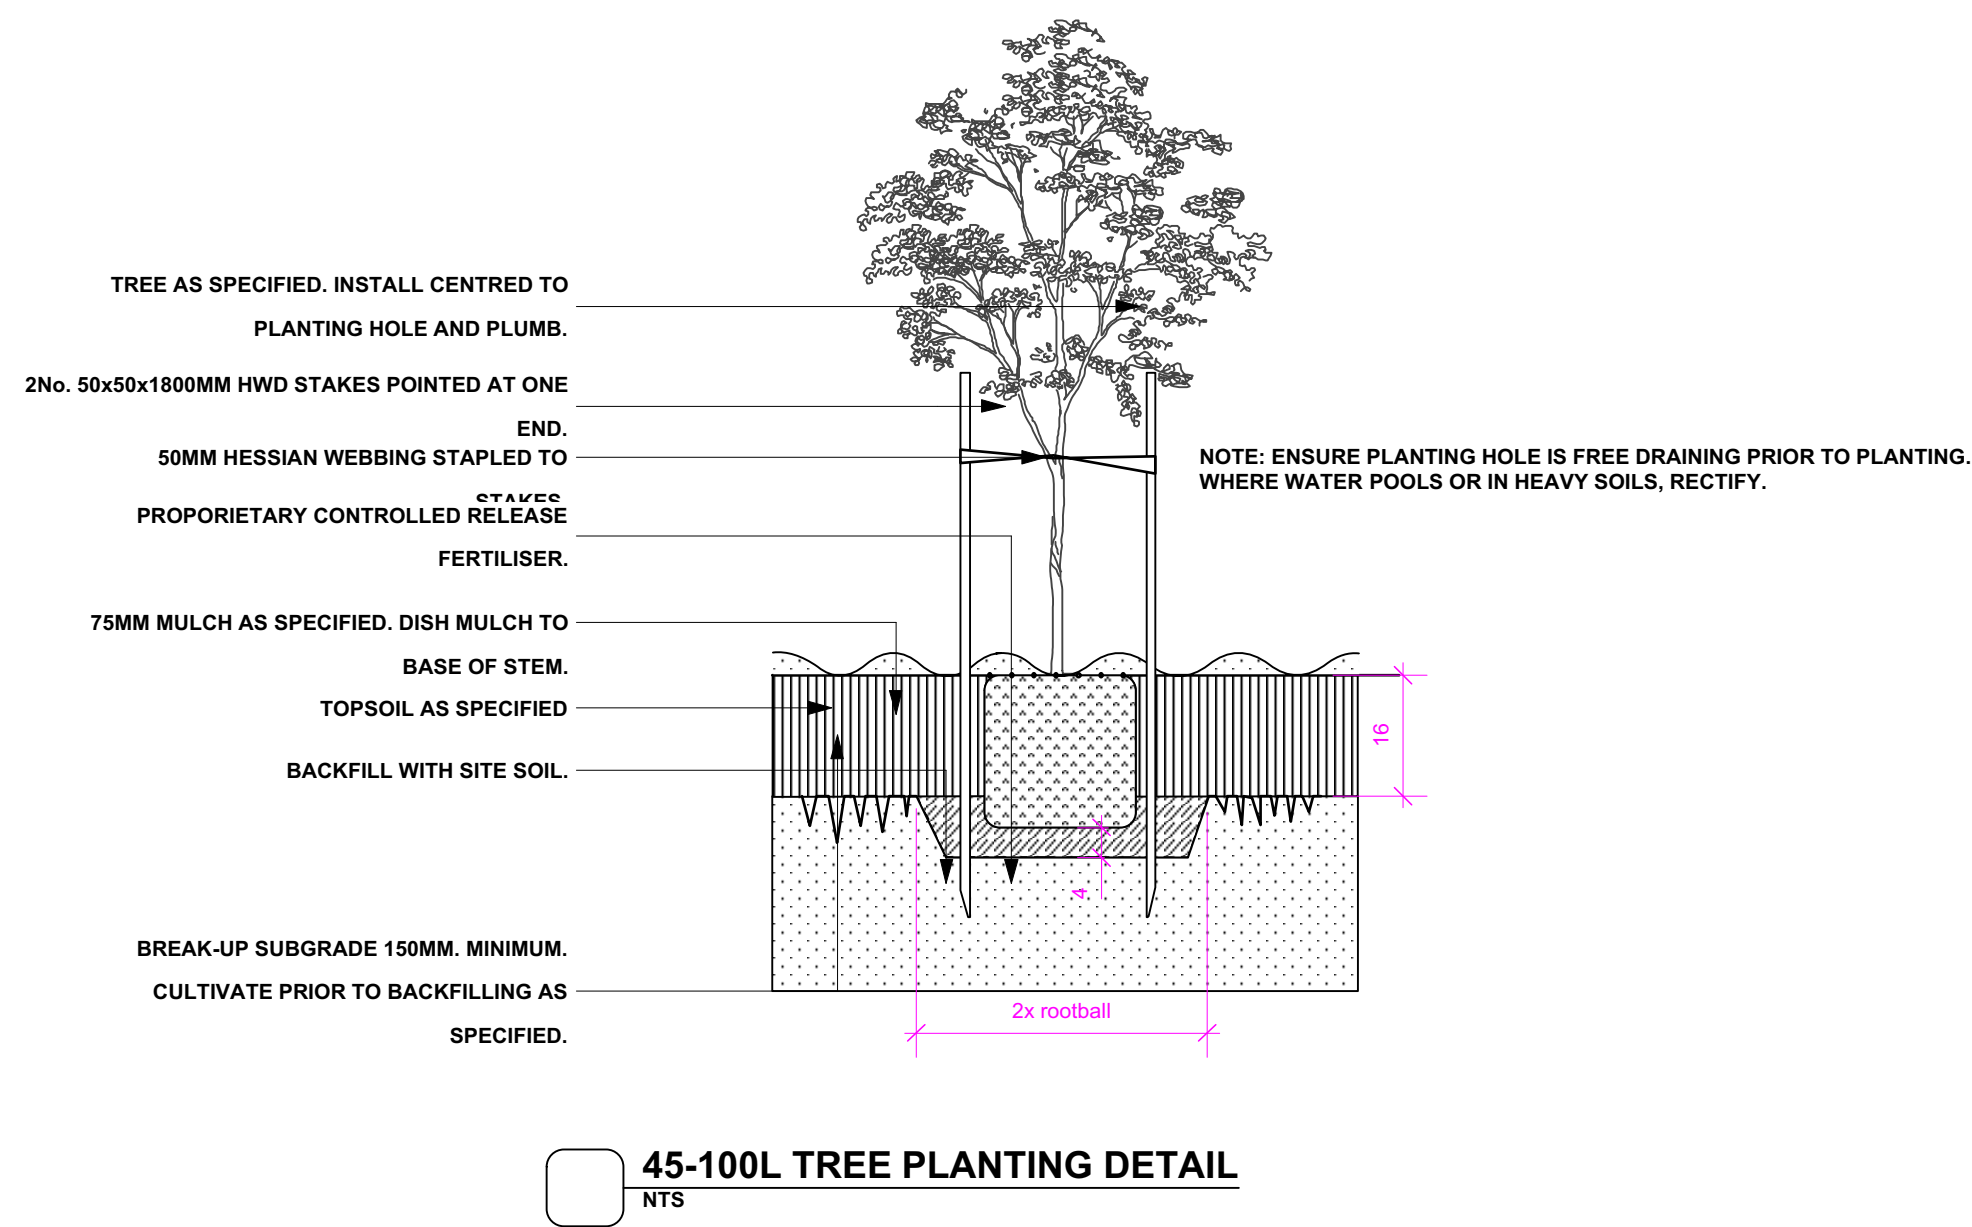 TREE AS SPECIFIED. INSTALL CENTRED TO
PLANTING HOLE AND PLUMB.
2No. 50x50x1800MM HWD STAKES POINTED AT ONE
END.
50MM HESSIAN WEBBING STAPLED TO
STAKES.
PROPORIETARY CONTROLLED RELEASE
FERTILISER.
75MM MULCH AS SPECIFIED. DISH MULCH TO
BASE OF STEM.
TOPSOIL AS SPECIFIED
BACKFILL WITH SITE SOIL.
BREAK-UP SUBGRADE 150MM. MINIMUM.
CULTIVATE PRIOR TO BACKFILLING AS
SPECIFIED.
NOTE: ENSURE PLANTING HOLE IS FREE DRAINING PRIOR TO PLANTING.
WHERE WATER POOLS OR IN HEAVY SOILS, RECTIFY.
16
4
2x rootball
45-100L TREE PLANTING DETAIL
NTS